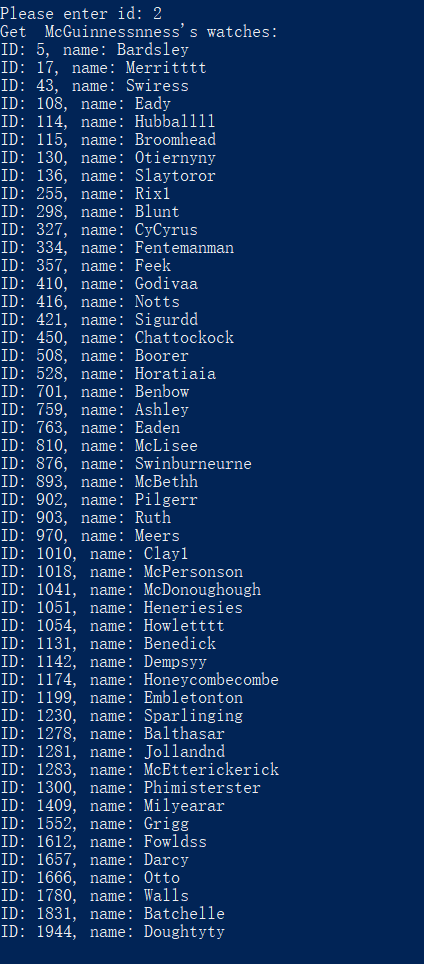 Please enter id: 2
Get  McGuinnessnness's watches:
ID: 5, name: Bardsley
ID: 17, name: Merritttt
ID: 43, name: Swiress
ID: 108, name: Eady
ID: 114, name: Hubballll
ID: 115, name: Broomhead
ID: 130, name: Otiernyny
ID: 136, name: Slaytoror
ID: 255, name: Rix1
ID: 298, name: Blunt
ID: 327, name: CyCyrus
ID: 334, name: Fentemanman
ID: 357, name: Feek
ID: 410, name: Godivaa
ID: 416, name: Notts
ID: 421, name: Sigurdd
ID: 450, name: Chattockock
ID: 508, name: Boorer
ID: 528, name: Horatiaia
ID: 701, name: Benbow
ID: 759, name: Ashley
ID: 763, name: Eaden
ID: 810, name: McLisee
ID: 876, name: Swinburneurne
ID: 893, name: McBethh
ID: 902, name: Pilgerr
ID: 903, name: Ruth
ID: 970, name: Meers
ID: 1010, name: Clay1
ID: 1018, name: McPersonson
ID: 1041, name: McDonoughough
ID: 1051, name: Heneriesies
ID: 1054, name: Howletttt
ID: 1131, name: Benedick
ID: 1142, name: Dempsyy
ID: 1174, name: Honeycombecombe
ID: 1199, name: Embletonton
ID: 1230, name: Sparlinging
ID: 1278, name: Balthasar
ID: 1281, name: Jollandnd
ID: 1283, name: McEtterickerick
ID: 1300, name: Phimisterster
ID: 1409, name: Milyearar
ID: 1552, name: Grigg
ID: 1612, name: Fowldss
ID: 1657, name: Darcy
ID: 1666, name: Otto
ID: 1780, name: Walls
ID: 1831, name: Batchelle
ID: 1944, name: Doughtyty